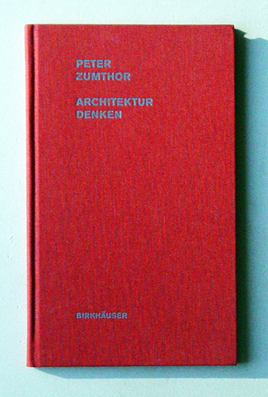 PETER
ZUMTHOR
ARCHITEKTUR
DENKEN
BIRKHÄUSER